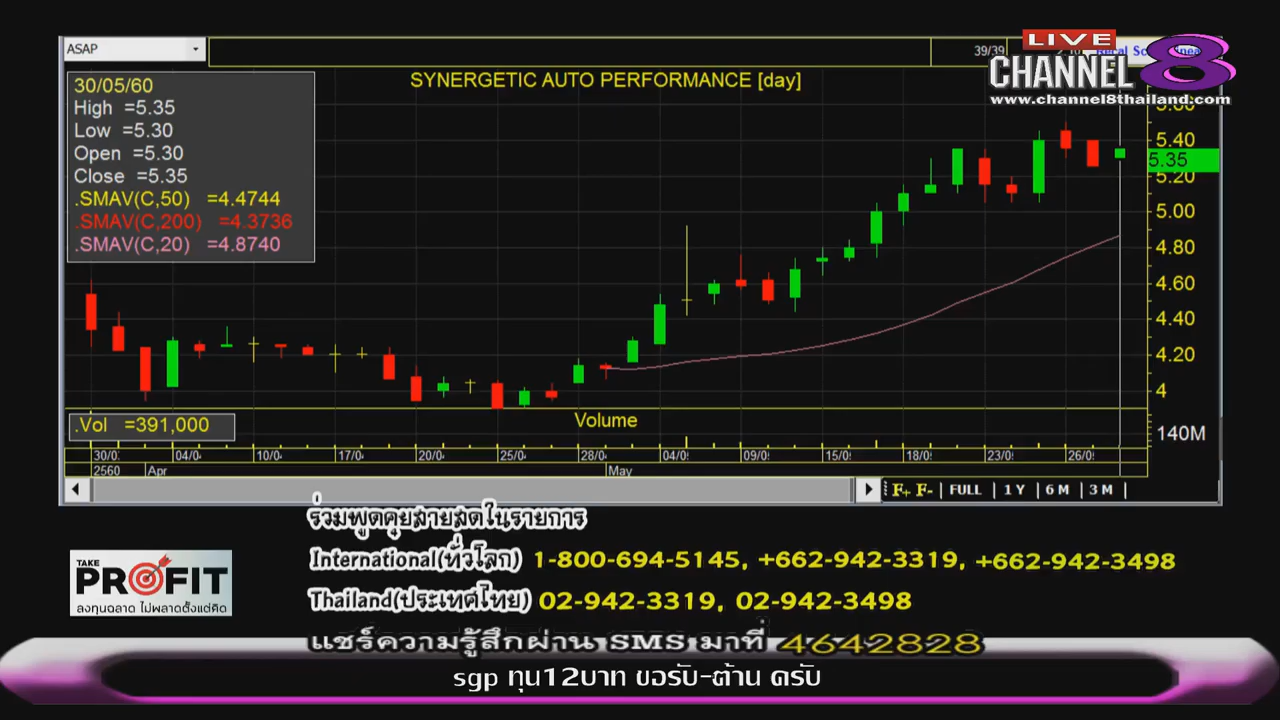 ASAP
39/39
LIVE
CHANNEL 8
www.channel8thailand.com
SYNERGETIC AUTO PERFORMANCE [day]
30/05/60
High =5.35
Low =5.30
Open =5.30
Close =5.35
.SMAV(C,50) =4.4744
.SMAV(C,200) =4.3736
.SMAV(C,20) =4.8740
5.60
5.40
5.35
5.20
5.00
4.80
4.60
4.40
4.20
4
.Vol =391,000
Volume
140M
30/0 04/0 10/0 17/0 20/0 25/0 28/0 04/0 09/0 15/0 18/0 23/0 26/0
2560 Apr May
F+ F- FULL 1 Y 6 M 3 M
ร่วมพูดคุยสายสดในรายการ
International(ทั่วโลก) 1-800-694-5145, +662-942-3319, +662-942-3498
TAKE
PROFIT
ลงทุนฉลาด ไม่พลาดตั้งแต่คิด
Thailand(ประเทศไทย) 02-942-3319, 02-942-3498
แชร์ความรู้สึกผ่าน SMS มาที่ 4642828
sgp ทุน12บาท ขอรับ-ต้าน ครับ